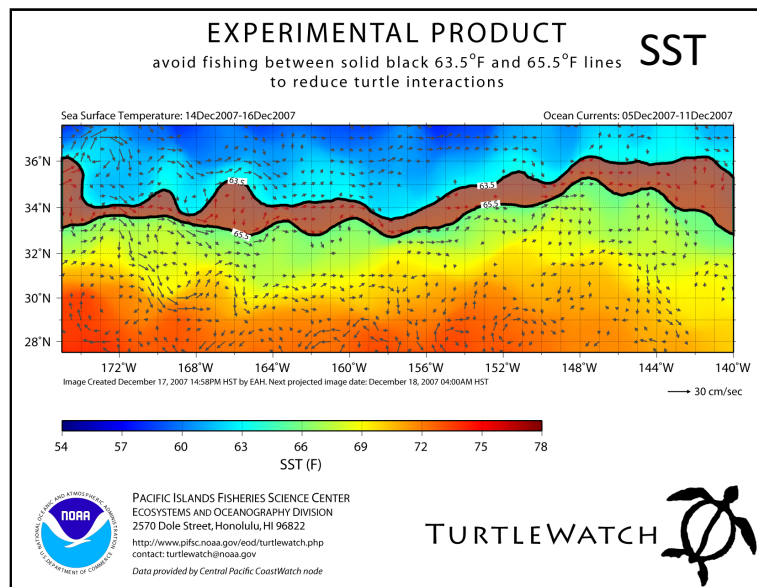 EXPERIMENTAL PRODUCT
SST
avoid fishing between solid black 63.5°F and 65.5°F lines
to reduce turtle interactions
Sea Surface Temperature: 14Dec2007-16Dec2007
Ocean Currents: 05Dec2007-11Dec2007
36°N
34°N
32°N
30°N
28°N
63.5
65.5
63.5
65.5
172°W 168°W 164°W 160°W 156°W 152°W 148°W 144°W 140°W
Image Created December 17, 2007 14:58PM HST by EAH. Next projected image date: December 18, 2007 04:00AM HST
30 cm/sec
54 57 60 63 66 69 72 75 78
SST (F)
NATIONAL OCEANIC AND ATMOSPHERIC ADMINISTRATION
U.S. DEPARTMENT OF COMMERCE
NOAA
PACIFIC ISLANDS FISHERIES SCIENCE CENTER
ECOSYSTEMS AND OCEANOGRAPHY DIVISION
2570 Dole Street, Honolulu, HI 96822
http://www.pifsc.noaa.gov/eod/turtlewatch.php
contact: turtlewatch@noaa.gov
Data provided by Central Pacific CoastWatch node
TURTLEWATCH